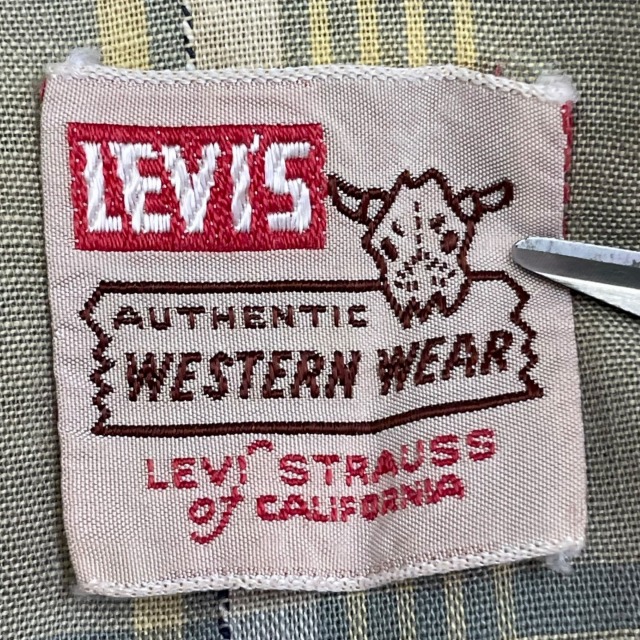 LEVI'S
AUTHENTIC
WESTERN WEAR
LEVI STRAUSS
of CALIFORNIA